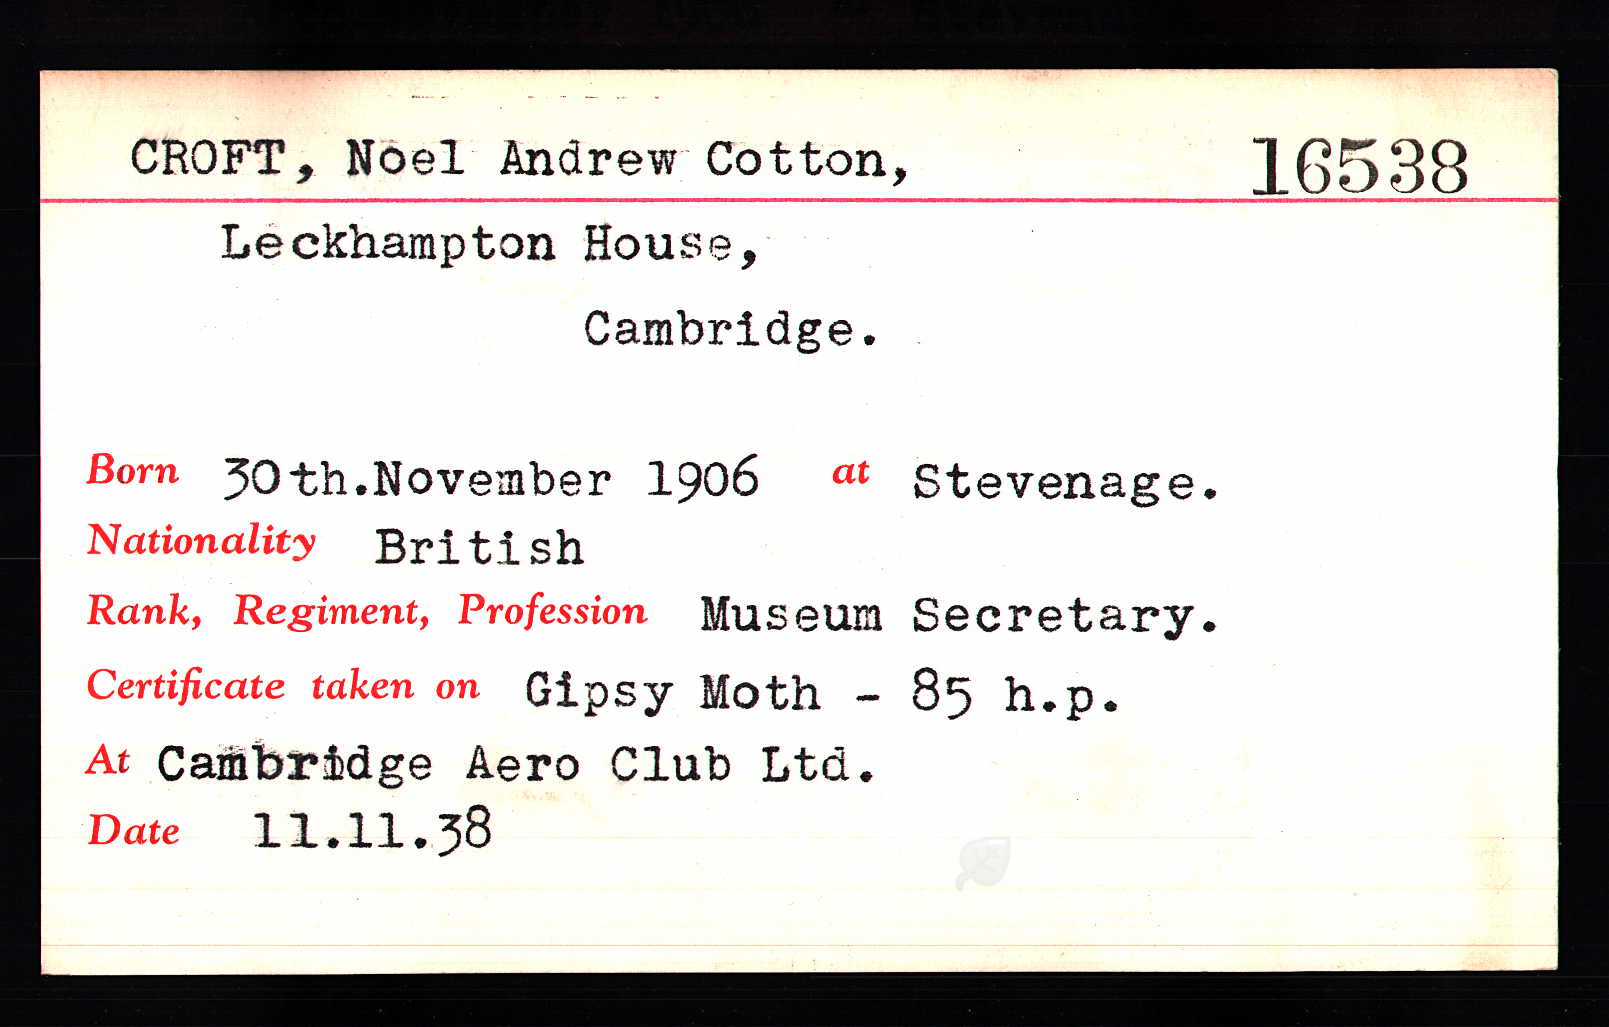 CROFT, Noel Andrew Cotton, 16538
Leckhampton House,
Cambridge.
Born 30th.November 1906 at Stevenage.
Nationality British
Rank, Regiment, Profession Museum Secretary.
Certificate taken on Gipsy Moth - 85 h.p.
At Cambridge Aero Club Ltd.
Date 11.11.38